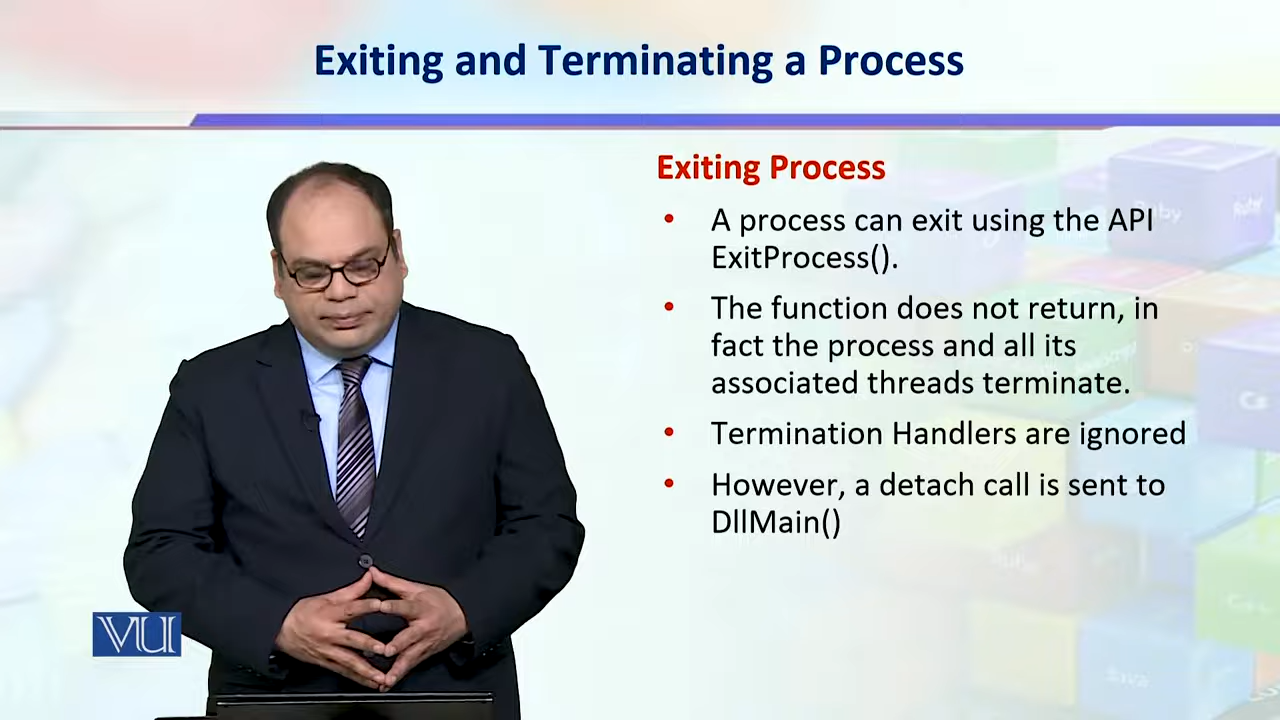 Exiting and Terminating a Process
Exiting Process
• A process can exit using the API
ExitProcess().
• The function does not return, in
fact the process and all its
associated threads terminate.
• Termination Handlers are ignored
• However, a detach call is sent to
DllMain()
VU
Ruby